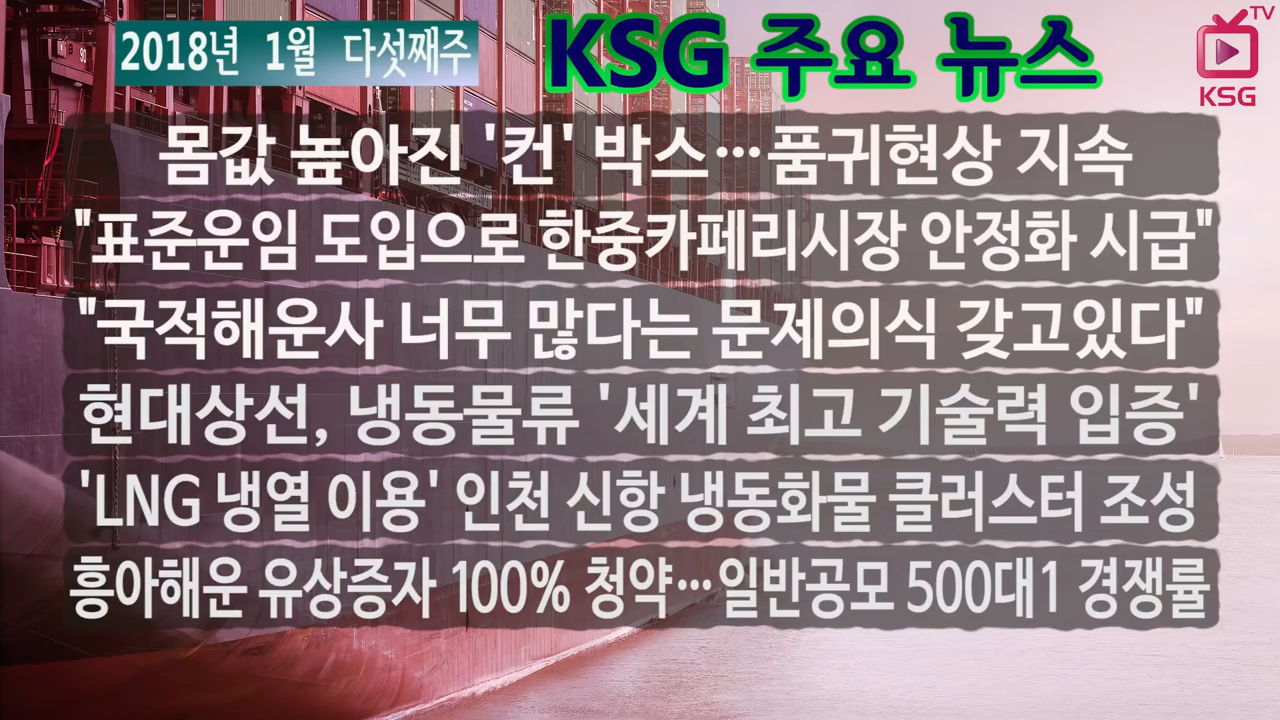 2018년 1월 다섯째주
KSG 주요 뉴스
TV
KSG
몸값 높아진 '컨' 박스…품귀현상 지속
"표준운임 도입으로 한중카페리시장 안정화 시급"
"국적해운사 너무 많다는 문제의식 갖고있다"
현대상선, 냉동물류 '세계 최고 기술력 입증'
'LNG 냉열 이용' 인천 신항 냉동화물 클러스터 조성
흥아해운 유상증자 100% 청약…일반공모 500대1 경쟁률